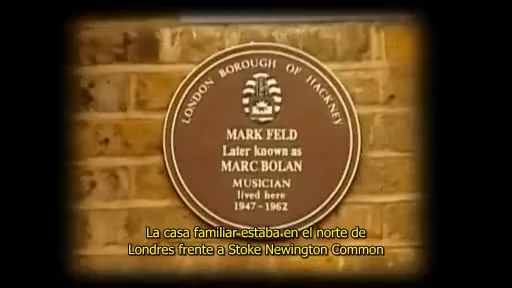 LONDON BOROUGH OF HACKNEY
MARK FELD
Later known as
MARC BOLAN
MUSICIAN
lived here
1947-1962
La casa familiar estaba en el norte de
Londres frente a Stoke Newington Common